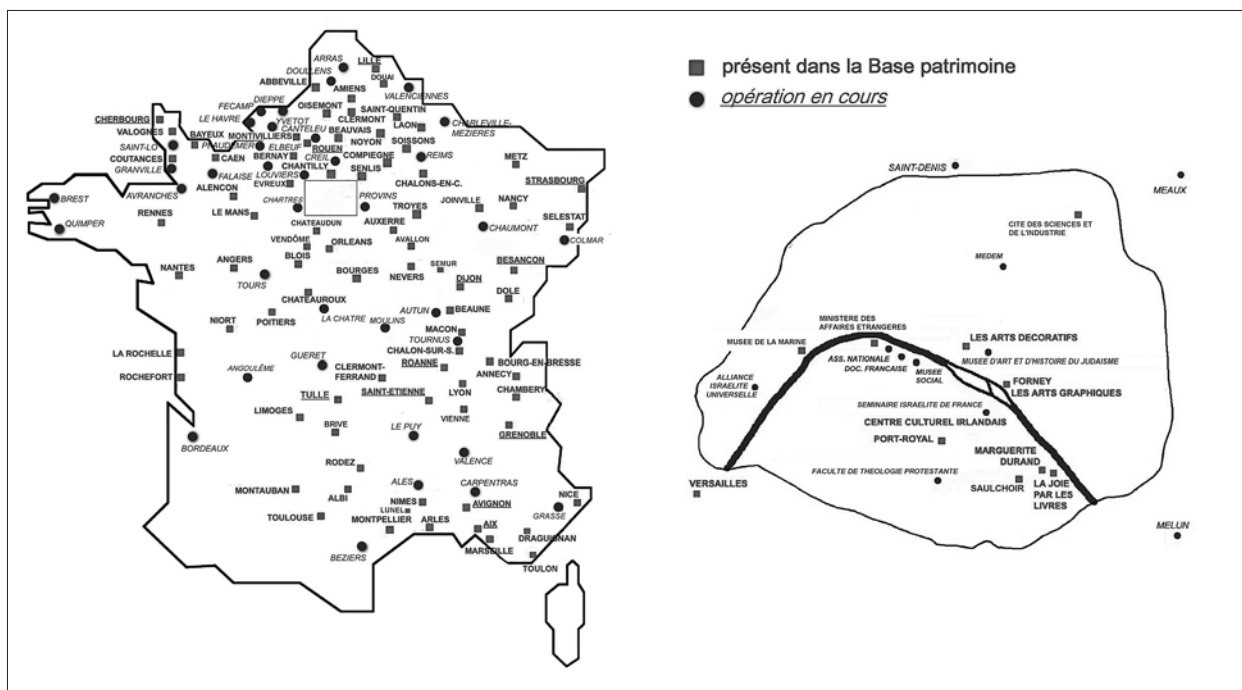 présent dans la Base patrimoine
opération en cours
ARRAS
LILLE
DOULLENS
DOUAI
ABBEVILLE
AMIENS
VALENCIENNES
DIEPPE
FECAMP
OISEMONT
SAINT-QUENTIN
LE HAVRE
YVETOT
CLERMONT
CHARLEVILLE-
MEZIERES
CHERBOURG
CANTELEU
LAON
VALOGNES
MONTIVILLIERS
BEAUVAIS
BAYEUX
NOYON
SOISSONS
SAINT-LO
ELBEUF
ROUEN
CAEN
BERNAY
CREIL
COMPIEGNE
REIMS
COUTANCES
METZ
GRANVILLE
FALAISE
LOUVIERS
CHANTILLY
SENLIS
CHALONS-EN-C.
STRASBOURG
ALENCON
EVREUX
AVRANCHES
PROVINS
BREST
CHARTRES
JOINVILLE
NANCY
RENNES
LE MANS
TROYES
SELESTAT
QUIMPER
CHATEAUDUN
AUXERRE
CHAUMONT
VENDÔME
ORLEANS
AVALLON
COLMAR
BLOIS
ANGERS
SEMUR
BESANCON
NANTES
BOURGES
NEVERS
DIJON
TOURS
CHATEAUROUX
DOLE
AUTUN
BEAUNE
NIORT
POITIERS
LA CHATRE
MOULINS
MACON
TOURNUS
LA ROCHELLE
GUERET
CHALON-SUR-S.
ROANNE
BOURG-EN-BRESSE
ROCHEFORT
ANGOULÊME
CLERMONT-
FERRAND
ANNECY
TULLE
SAINT-ETIENNE
LYON
CHAMBERY
LIMOGES
BRIVE
VIENNE
LE PUY
GRENOBLE
BORDEAUX
VALENCE
RODEZ
MONTAUBAN
ALBI
ALES
CARPENTRAS
NICE
NIMES
AVIGNON
LUNEL
GRASSE
TOULOUSE
MONTPELLIER
ARLES
AIX
DRAGUIGNAN
BEZIERS
MARSEILLE
TOULON
SAINT-DENIS
MEAUX
CITE DES SCIENCES ET
DE L'INDUSTRIE
MEDEM
MINISTERE DES
AFFAIRES ETRANGERES
MUSEE DE LA MARINE
LES ARTS DECORATIFS
ASS. NATIONALE
DOC. FRANCAISE
MUSEE D'ART ET D'HISTOIRE DU JUDAISME
MUSEE
SOCIAL
ALLIANCE
ISRAELITE
UNIVERSELLE
FORNEY
LES ARTS GRAPHIQUES
SEMINAIRE ISRAELITE DE FRANCE
CENTRE CULTUREL IRLANDAIS
PORT-ROYAL
MARGUERITE
DURAND
FACULTE DE THEOLOGIE PROTESTANTE
VERSAILLES
SAULCHOIR
LA JOIE
PAR LES
LIVRES
MELUN